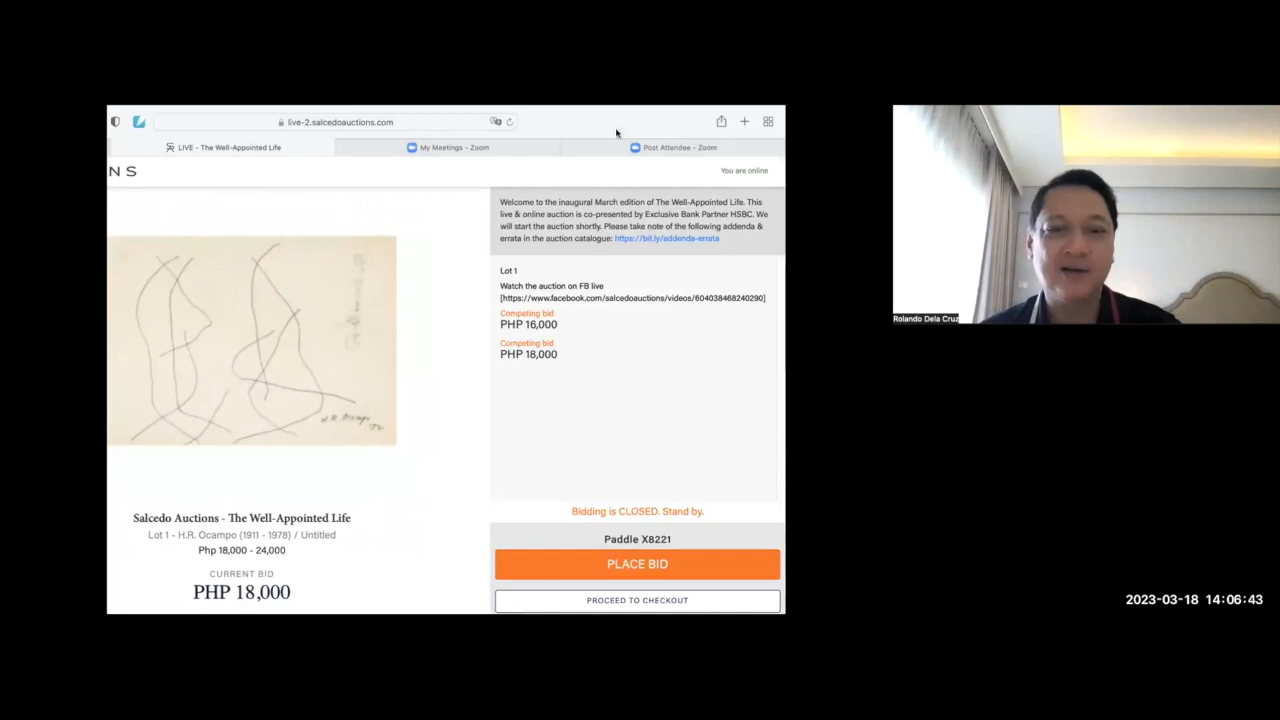 live-2.salcedoauctions.com
LIVE - The Well-Appointed Life
My Meetings - Zoom
Post Attendee - Zoom
NS
You are online
Welcome to the inaugural March edition of The Well-Appointed Life. This
live & online auction is co-presented by Exclusive Bank Partner HSBC. We
will start the auction shortly. Please take note of the following addenda &
errata in the auction catalogue: https://bit.ly/addenda-errata
Lot 1
Watch the auction on FB live
[https://www.facebook.com/salcedoauctions/videos/604038468240290]
Competing bid
PHP 16,000
Competing bid
PHP 18,000
Bidding is CLOSED. Stand by.
Paddle X8221
PLACE BID
PROCEED TO CHECKOUT
H.R. Ocampo
Salcedo Auctions - The Well-Appointed Life
Lot 1 - H.R. Ocampo (1911 - 1978) / Untitled
Php 18,000 - 24,000
CURRENT BID
PHP 18,000
Rolando Dela Cruz
2023-03-18 14:06:43